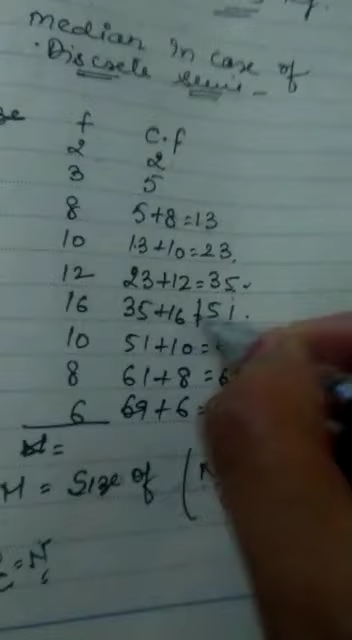 median in case of
Discrete
f c.f
2 2
3 5
8 5+8=13
10 13+10=23
12 23+12=35
16 35+16 51
10 51+10=
8 61+8=6
6 69+6=
M = Size of (N
=N